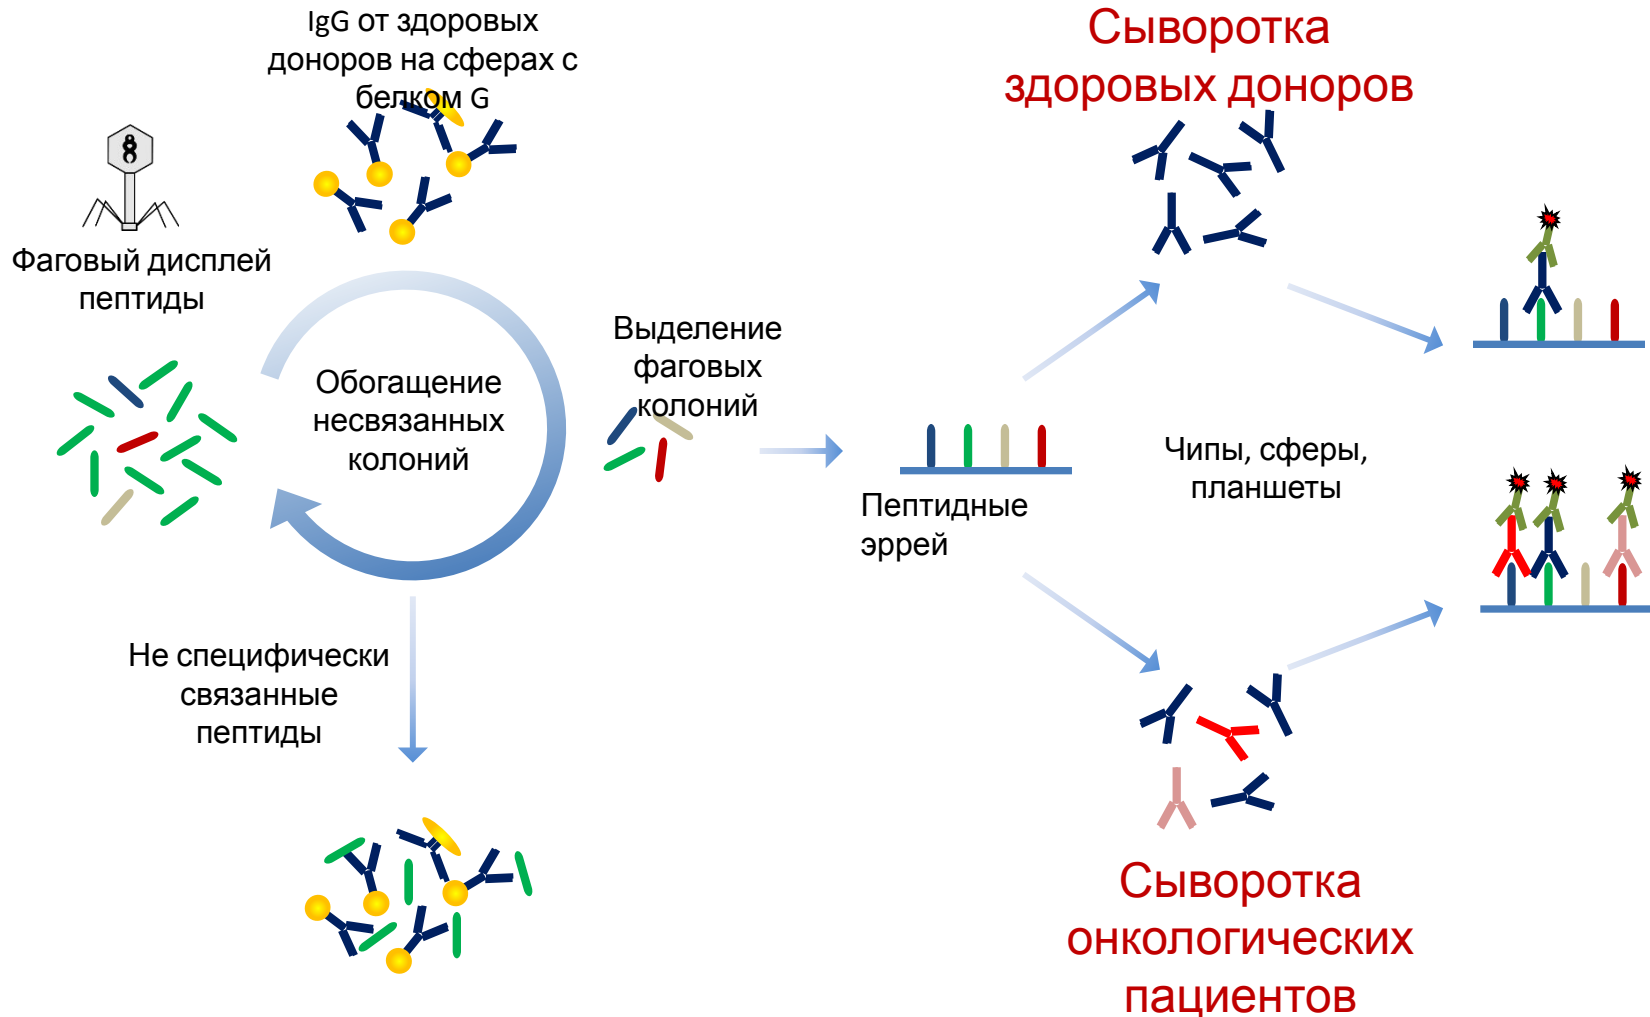 IgG от здоровых
доноров на сферах с
белком G
Фаговый дисплей
пептиды
Обогащение
несвязанных
колоний
Не специфически
связанные
пептиды
Выделение
фаговых
колоний
Пептидные
эррей
Сыворотка
здоровых доноров
Чипы, сферы,
планшеты
Сыворотка
онкологических
пациентов